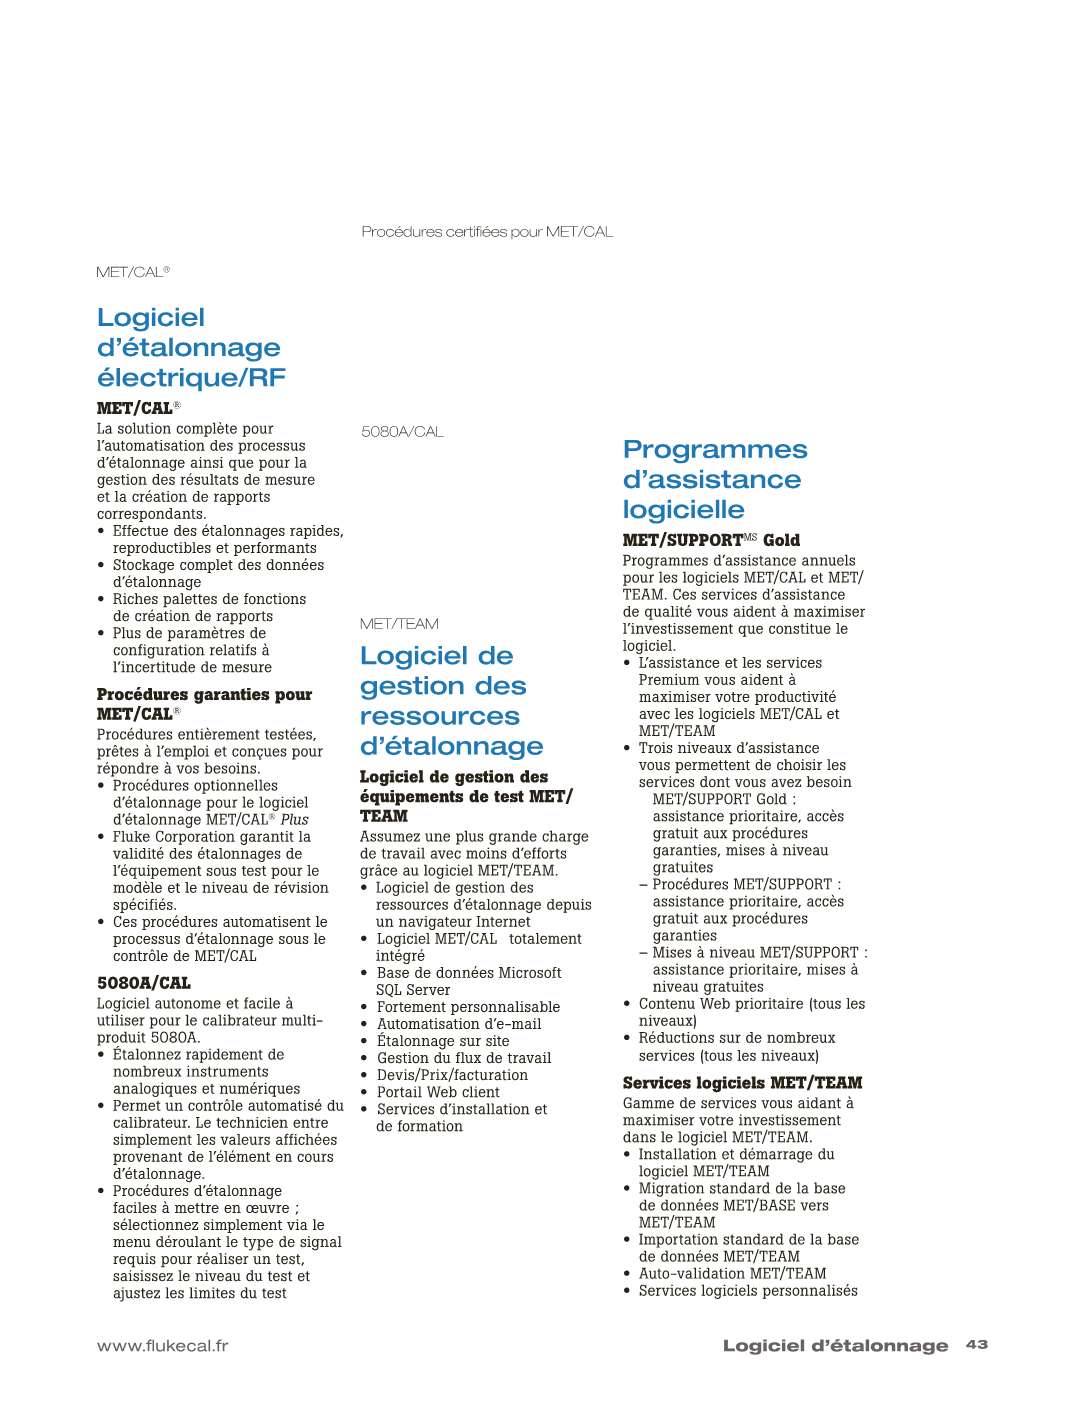 MET/CAL®
Logiciel
d’étalonnage
électrique/RF
MET/CAL®
La solution complète pour
l’automatisation des processus
d’étalonnage ainsi que pour la
gestion des résultats de mesure
et la création de rapports
correspondants.
• Effectue des étalonnages rapides,
reproductibles et performants
• Stockage complet des données
d’étalonnage
• Riches palettes de fonctions
de création de rapports
• Plus de paramètres de
configuration relatifs à
l’incertitude de mesure
Procédures garanties pour
MET/CAL®
Procédures entièrement testées,
prêtes à l’emploi et conçues pour
répondre à vos besoins.
• Procédures optionnelles
d’étalonnage pour le logiciel
d’étalonnage MET/CAL® Plus
• Fluke Corporation garantit la
validité des étalonnages de
l’équipement sous test pour le
modèle et le niveau de révision
spécifiés.
• Ces procédures automatisent le
processus d’étalonnage sous le
contrôle de MET/CAL
5080A/CAL
Logiciel autonome et facile à
utiliser pour le calibrateur multi-
produit 5080A.
• Étalonnez rapidement de
nombreux instruments
analogiques et numériques
• Permet un contrôle automatisé du
calibrateur. Le technicien entre
simplement les valeurs affichées
provenant de l’élément en cours
d’étalonnage.
• Procédures d’étalonnage
faciles à mettre en œuvre ;
sélectionnez simplement via le
menu déroulant le type de signal
requis pour réaliser un test,
saisissez le niveau du test et
ajustez les limites du test
Procédures certifiées pour MET/CAL
5080A/CAL
MET/TEAM
Logiciel de
gestion des
ressources
d’étalonnage
Logiciel de gestion des
équipements de test MET/
TEAM
Assumez une plus grande charge
de travail avec moins d’efforts
grâce au logiciel MET/TEAM.
• Logiciel de gestion des
ressources d’étalonnage depuis
un navigateur Internet
• Logiciel MET/CAL totalement
intégré
• Base de données Microsoft
SQL Server
• Fortement personnalisable
• Automatisation d’e-mail
• Étalonnage sur site
• Gestion du flux de travail
• Devis/Prix/facturation
• Portail Web client
• Services d’installation et
de formation
Programmes
d’assistance
logicielle
MET/SUPPORTMS Gold
Programmes d’assistance annuels
pour les logiciels MET/CAL et MET/
TEAM. Ces services d’assistance
de qualité vous aident à maximiser
l’investissement que constitue le
logiciel.
• L’assistance et les services
Premium vous aident à
maximiser votre productivité
avec les logiciels MET/CAL et
MET/TEAM
• Trois niveaux d’assistance
vous permettent de choisir les
services dont vous avez besoin
MET/SUPPORT Gold :
assistance prioritaire, accès
gratuit aux procédures
garanties, mises à niveau
gratuites
– Procédures MET/SUPPORT :
assistance prioritaire, accès
gratuit aux procédures
garanties
– Mises à niveau MET/SUPPORT :
assistance prioritaire, mises à
niveau gratuites
• Contenu Web prioritaire (tous les
niveaux)
• Réductions sur de nombreux
services (tous les niveaux)
Services logiciels MET/TEAM
Gamme de services vous aidant à
maximiser votre investissement
dans le logiciel MET/TEAM.
• Installation et démarrage du
logiciel MET/TEAM
• Migration standard de la base
de données MET/BASE vers
MET/TEAM
• Importation standard de la base
de données MET/TEAM
• Auto-validation MET/TEAM
• Services logiciels personnalisés
www.flukecal.fr
Logiciel d’étalonnage 43